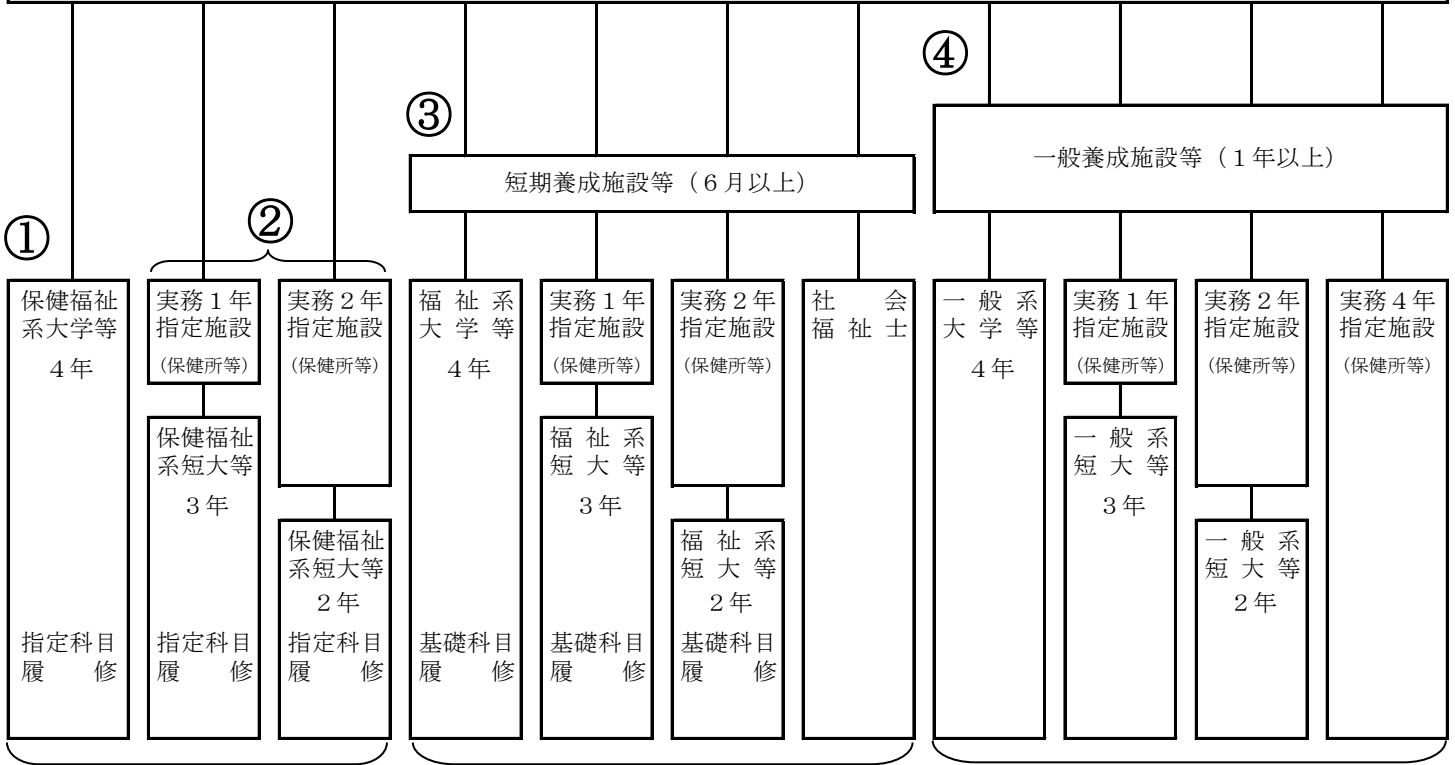 ④
③
一般養成施設等（１年以上）
短期養成施設等（６月以上）
②
①
保健福祉
系大学等
４年
指定科目
履修
実務１年
指定施設
(保健所等)
保健福祉
系短大等
３年
指定科目
履修
実務２年
指定施設
(保健所等)
保健福祉
系短大等
２年
指定科目
履修
福祉系
大学等
４年
基礎科目
履修
実務１年
指定施設
(保健所等)
福祉系
短大等
３年
基礎科目
履修
実務２年
指定施設
(保健所等)
福祉系
短大等
２年
基礎科目
履修
社会
福祉士
一般系
大学等
４年
実務１年
指定施設
(保健所等)
一般系
短大等
３年
実務２年
指定施設
(保健所等)
一般系
短大等
２年
実務４年
指定施設
(保健所等)